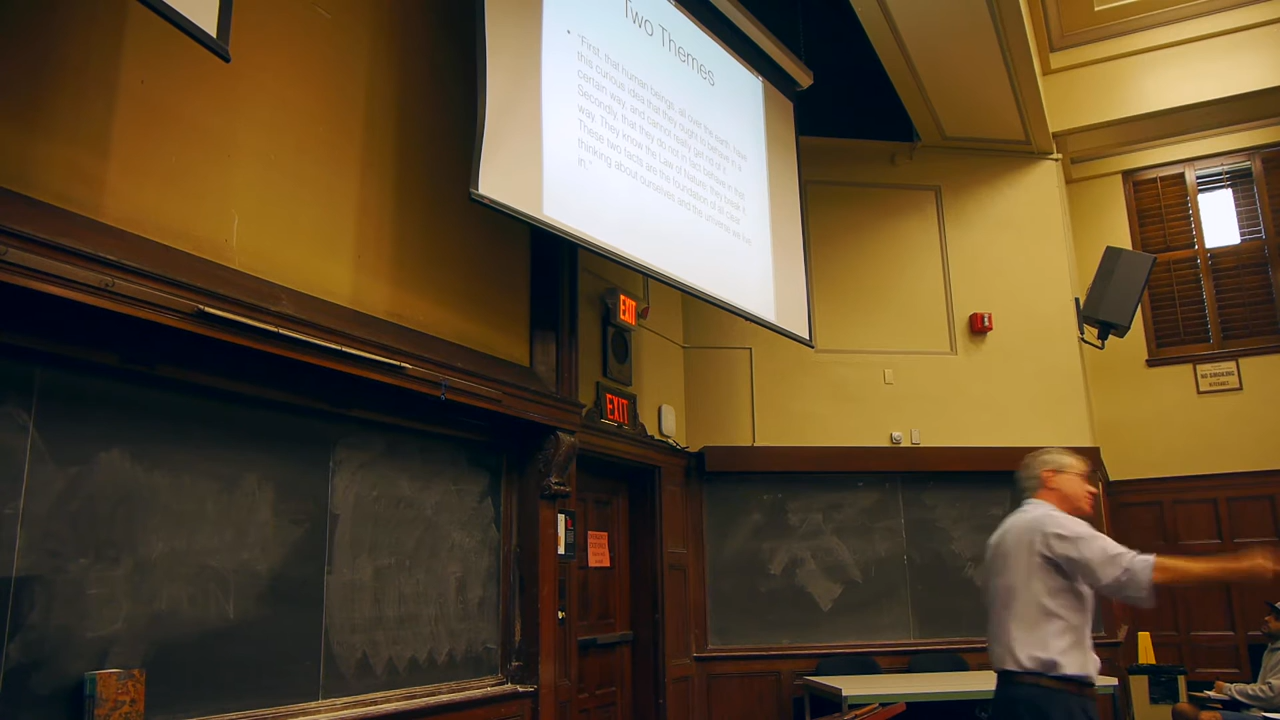 Two Themes
• "First, that human beings, all over the earth, have
this curious idea that they ought to behave in a
certain way, and cannot really get rid of it.
Secondly, that they do not in fact behave in that
way. They know the Law of Nature; they break it.
These two facts are the foundation of all clear
thinking about ourselves and the universe we live
in."
EXIT
EXIT
NO SMOKING